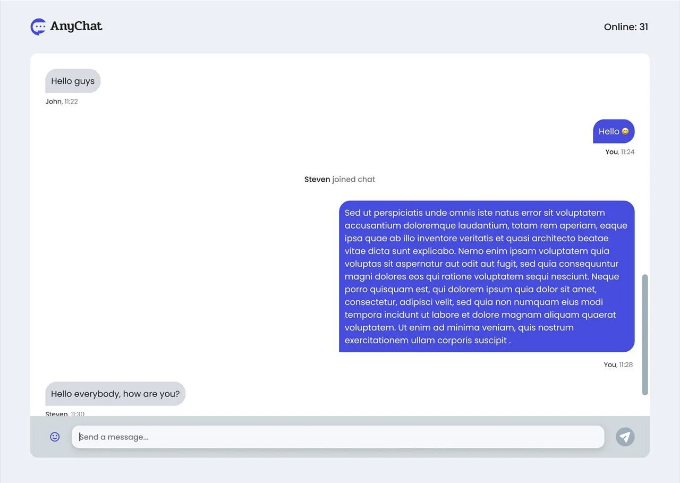 AnyChat
Online: 31
Hello guys
John, 11:22
Hello 😄
You, 11:24
Steven joined chat
Sed ut perspiciatis unde omnis iste natus error sit voluptatem
accusantium doloremque laudantium, totam rem aperiam, eaque
ipsa quae ab illo inventore veritatis et quasi architecto beatae
vitae dicta sunt explicabo. Nemo enim ipsam voluptatem quia
voluptas sit aspernatur aut odit aut fugit, sed quia consequuntur
magni dolores eos qui ratione voluptatem sequi nesciunt. Neque
porro quisquam est, qui dolorem ipsum quia dolor sit amet,
consectetur, adipisci velit, sed quia non numquam eius modi
tempora incidunt ut labore et dolore magnam aliquam quaerat
voluptatem. Ut enim ad minima veniam, quis nostrum
exercitationem ullam corporis suscipit .
You, 11:28
Hello everybody, how are you?
Steven, 11:30
Send a message...